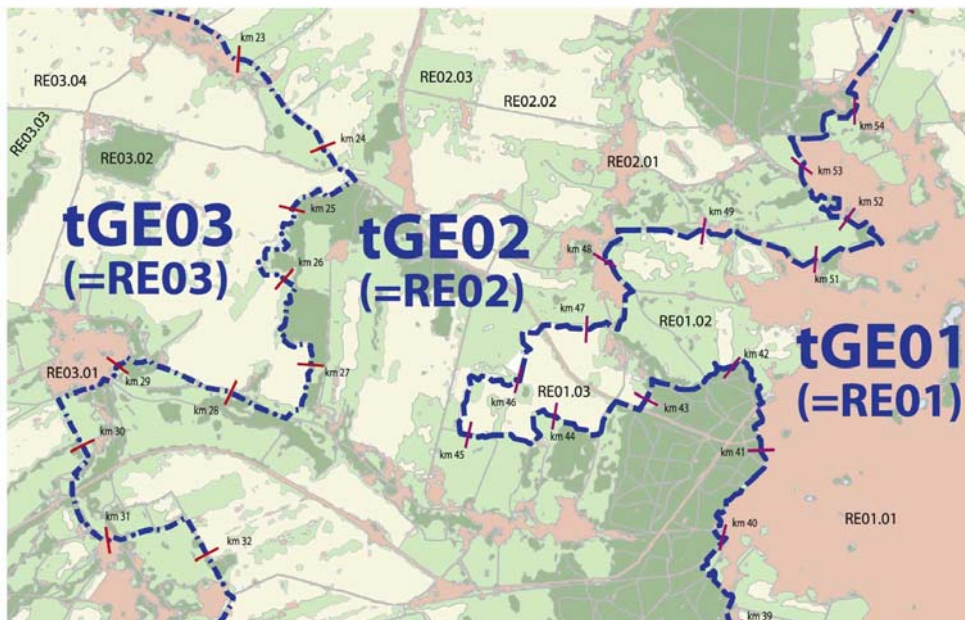 km 23
RE03.04
RE02.03
RE02.02
RE03.03
km 54
km 24
RE03.02
RE02.01
km 53
km 25
km 49
km 52
tGE03
(=RE03)
tGE02
(=RE02)
km 48
km 51
km 26
km 47
RE01.02
tGE01
(=RE01)
km 42
RE03.01
km 29
km 27
km 28
km 46
RE01.03
km 43
km 44
km 30
km 45
km 41
km 31
RE01.01
km 40
km 32
km 39